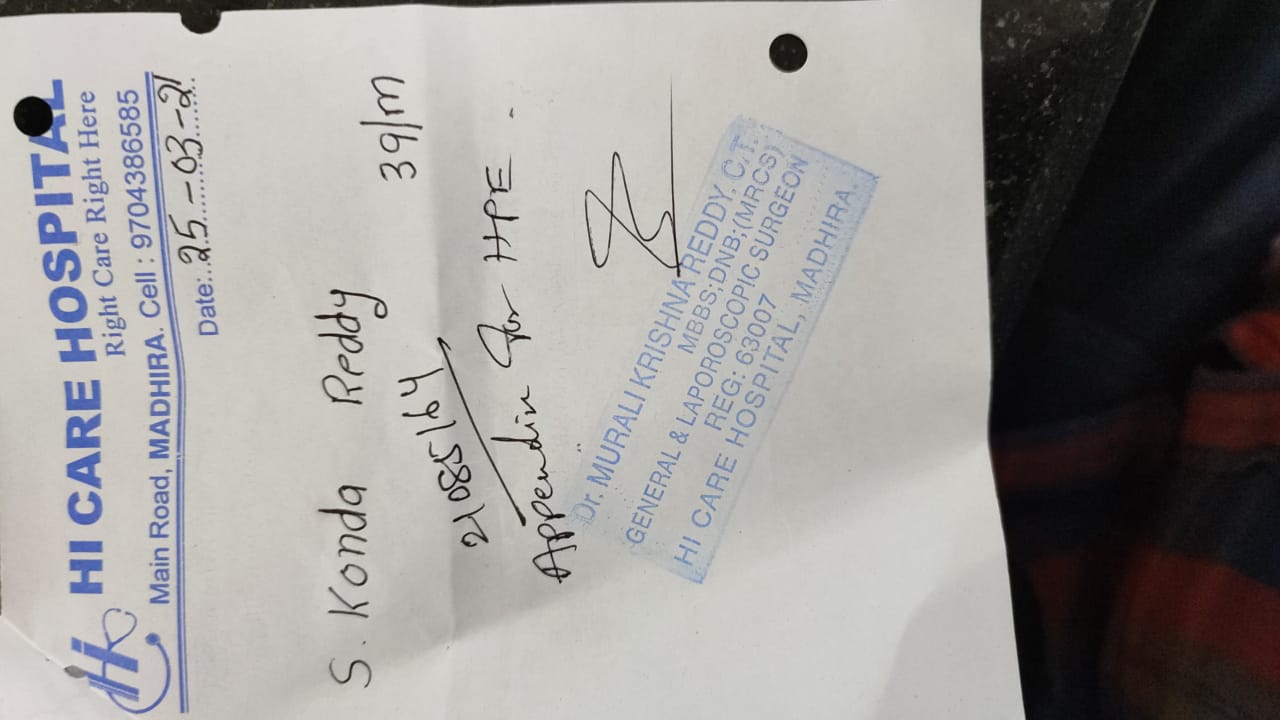 HI CARE HOSPITAL
Right Care Right Here
Main Road, MADHIRA. Cell : 9704386585
Date:..25-03-21
S. Konda Reddy 39/m
21085164
Appendix for HPE.
Dr. MURALI KRISHNA REDDY. C.T.
MBBS;DNB;(MRCS)
GENERAL & LAPOROSCOPIC SURGEON
REG: 63007
HI CARE HOSPITAL, MADHIRA.